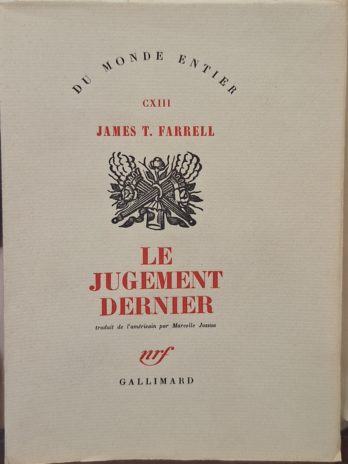 DU MONDE ENTIER
CXIII
JAMES T. FARRELL
LE
JUGEMENT
DERNIER
traduit de l'américain par Marcelle Jossua
nrf
GALLIMARD